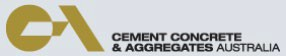 CEMENT CONCRETE
& AGGREGATES AUSTRALIA